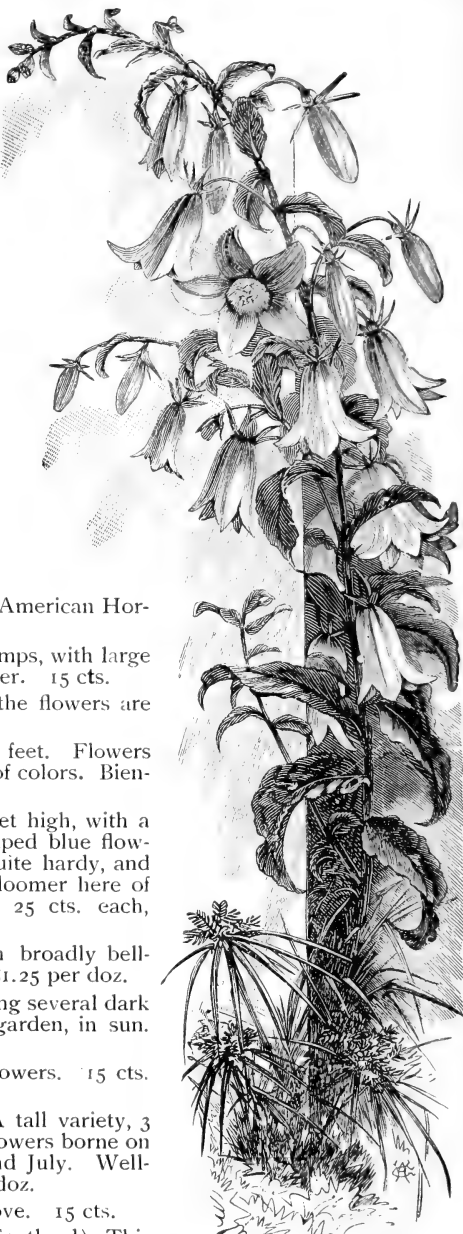 American Hor-
mps, with large
er. 15 cts.
the flowers are
feet. Flowers
of colors. Bien-
et high, with a
ped blue flow-
uite hardy, and
loomer here of
25 cts. each,
broadly bell-
1.25 per doz.
ng several dark
garden, in sun.
owers. 15 cts.
tall variety, 3
owers borne on
nd July. Well-
doz.
ove. 15 cts.